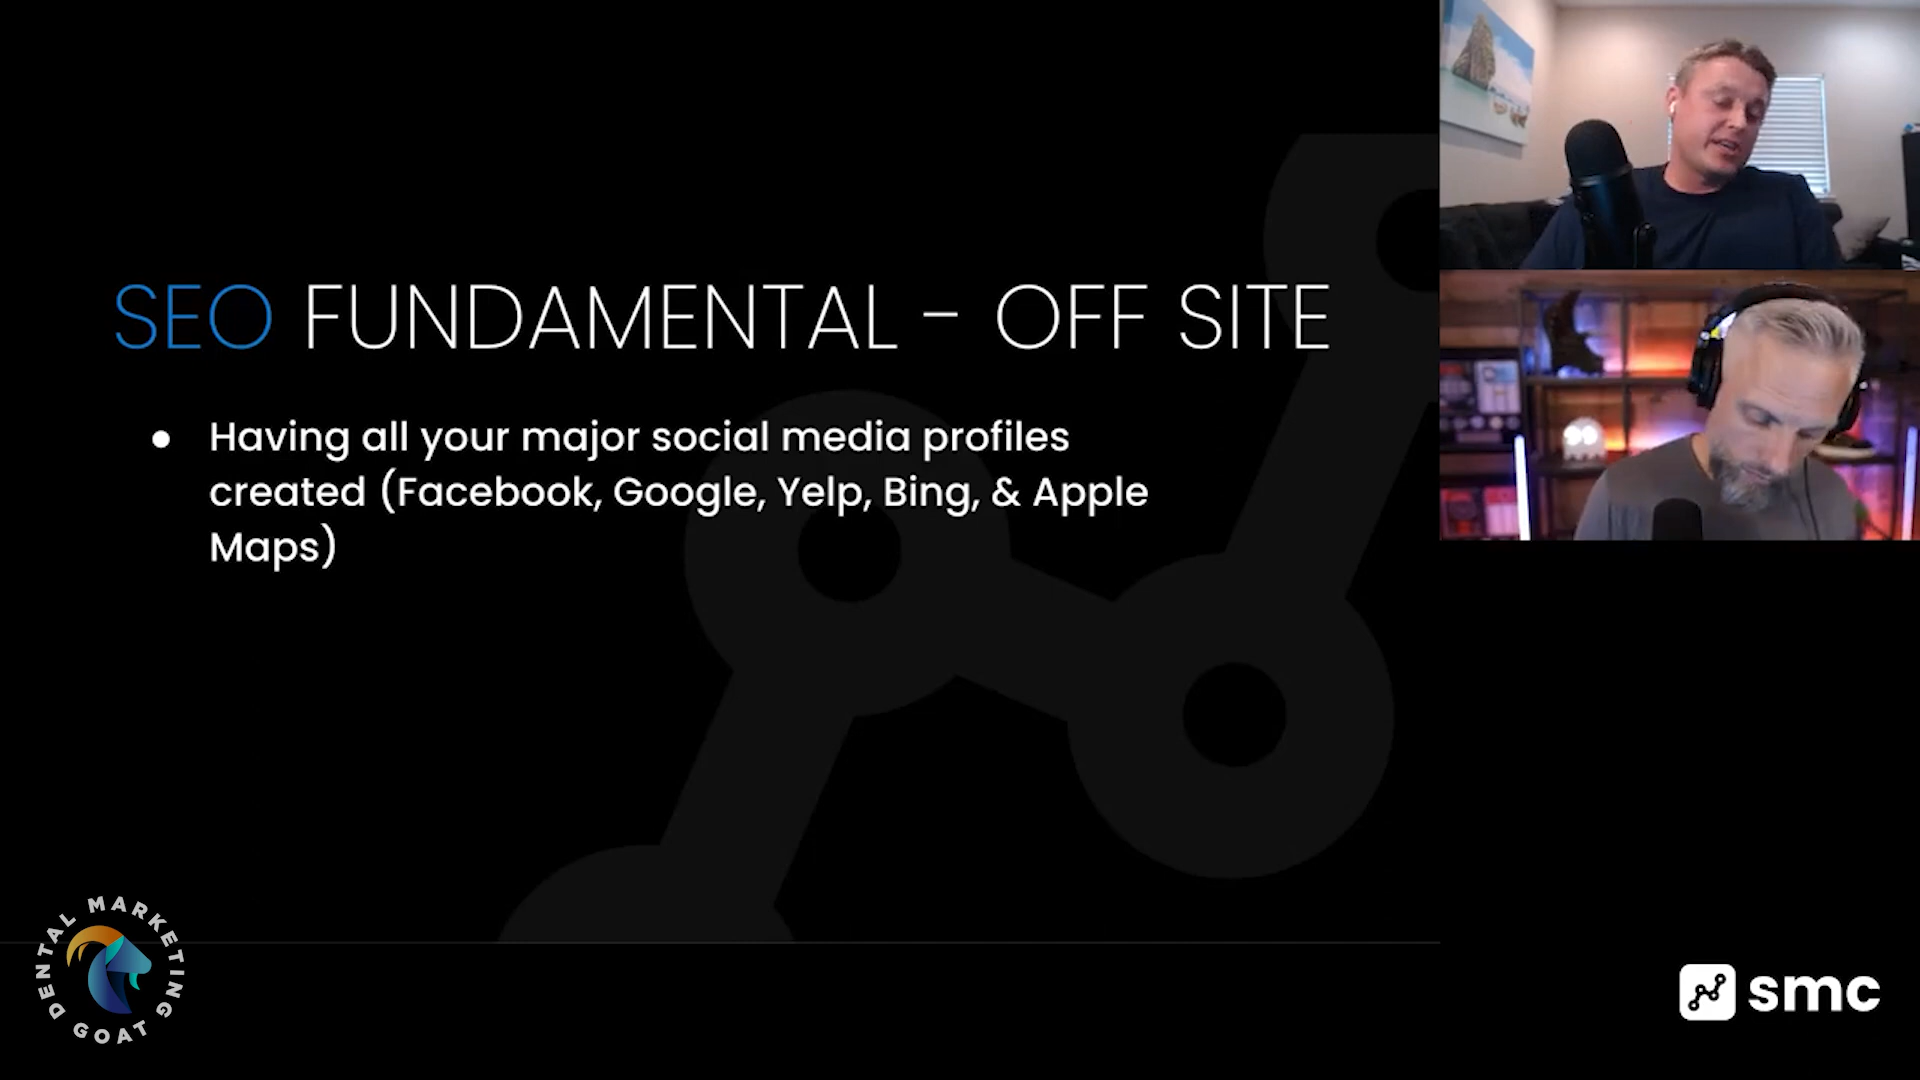 SEO FUNDAMENTAL - OFF SITE
● Having all your major social media profiles
created (Facebook, Google, Yelp, Bing, & Apple
Maps)
DENTAL MARKETING
GOAT
smc